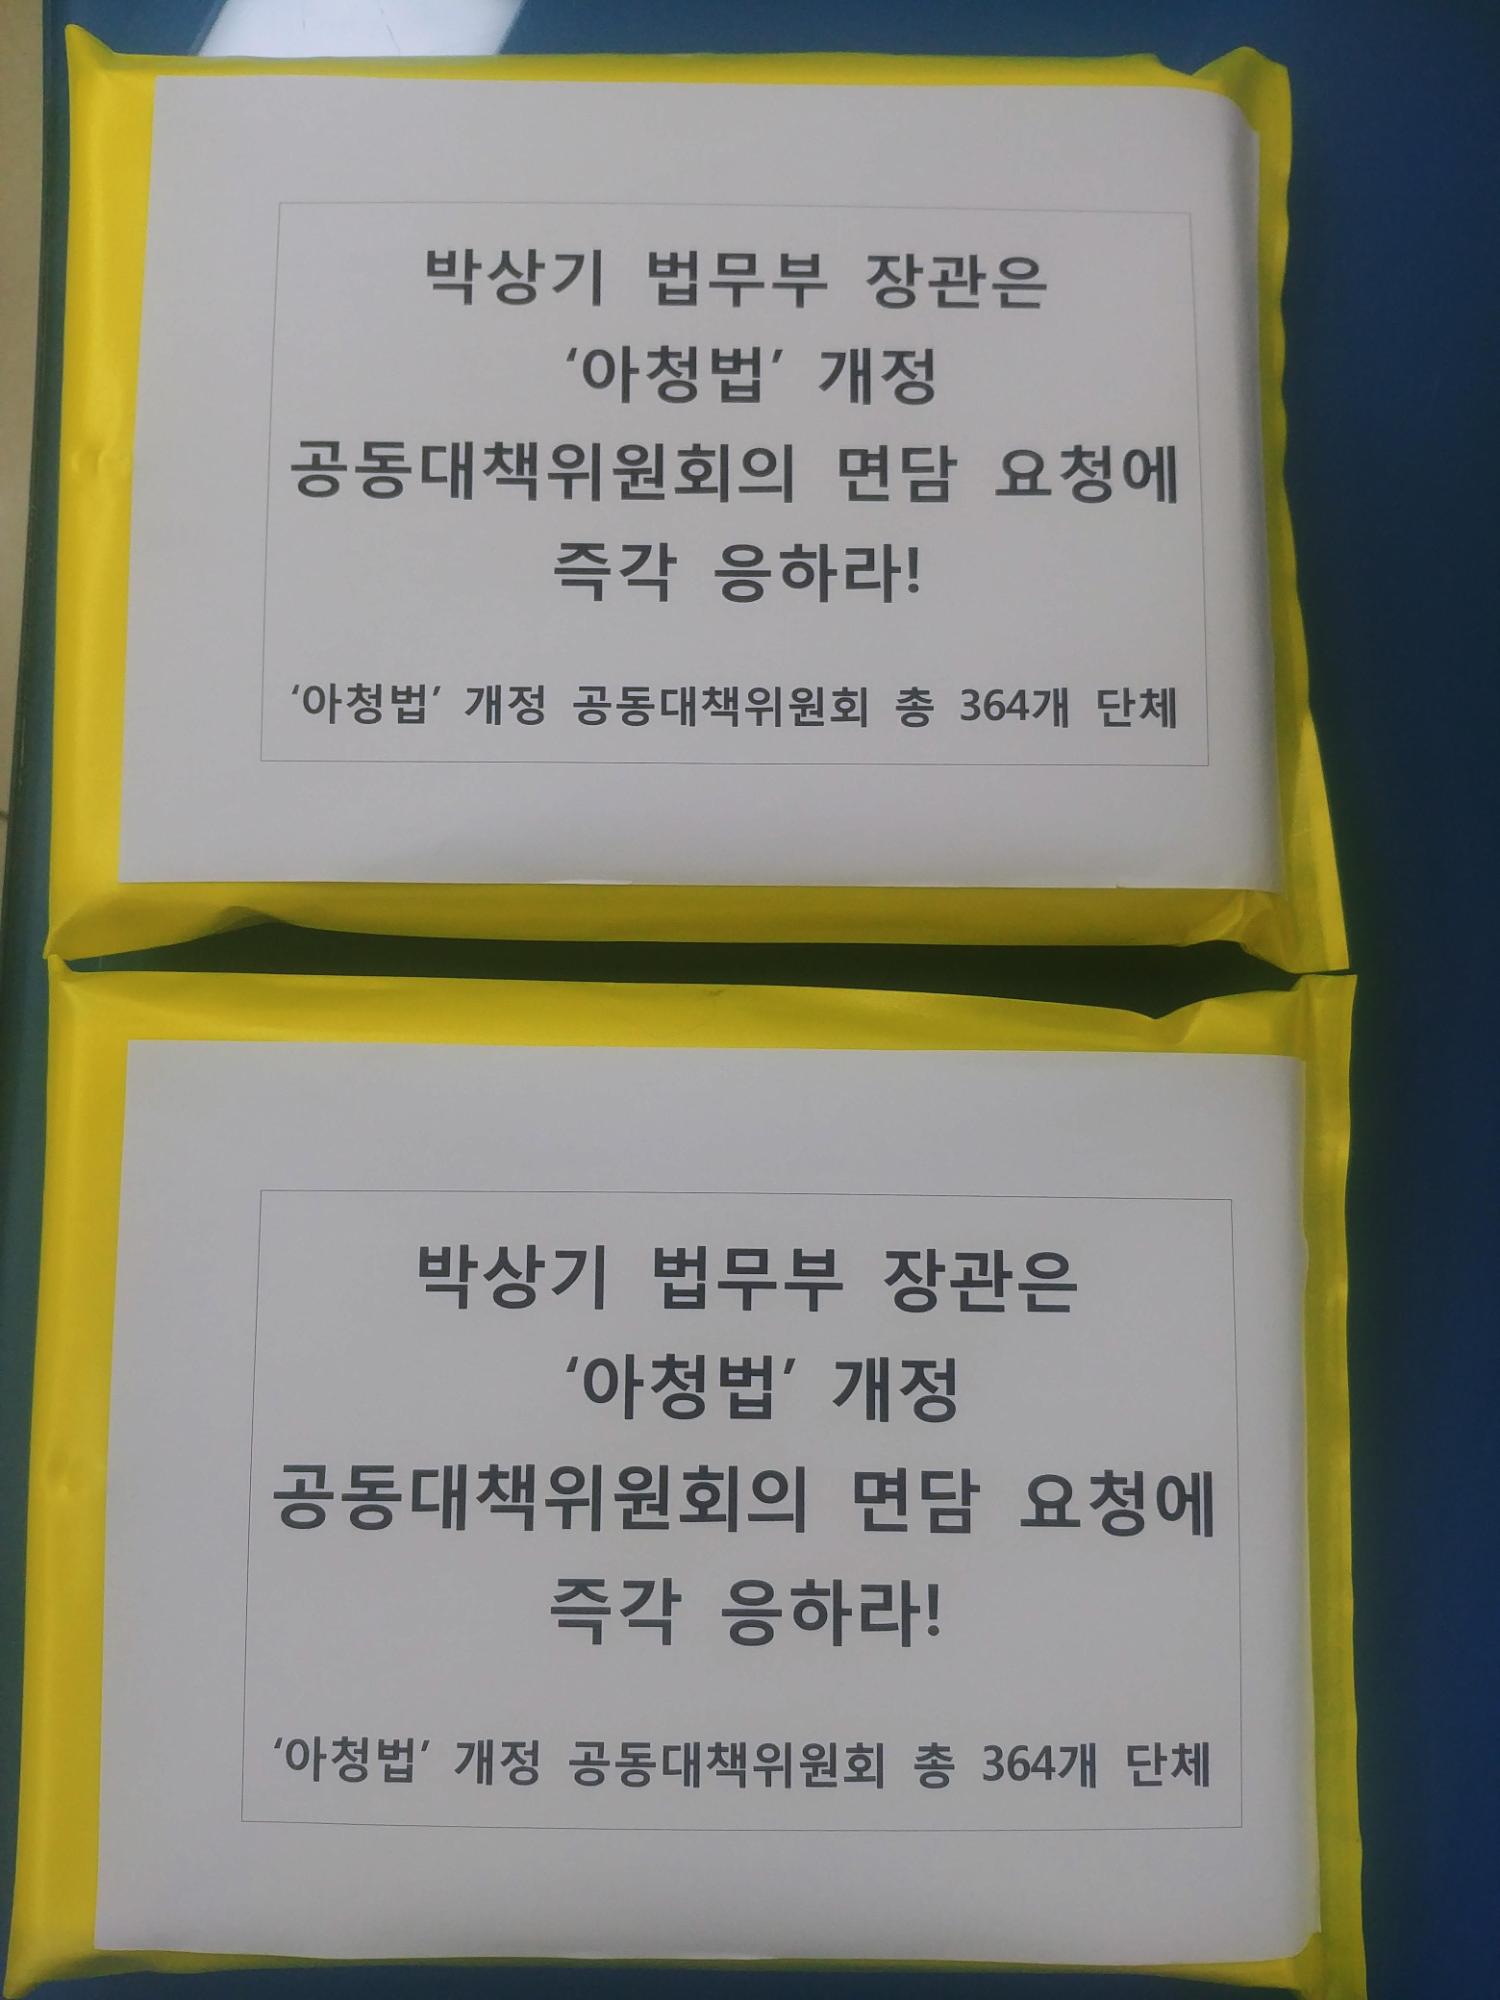 박상기 법무부 장관은
‘아청법’ 개정
공동대책위원회의 면담 요청에
즉각 응하라!
‘아청법’ 개정 공동대책위원회 총 364개 단체
박상기 법무부 장관은
‘아청법’ 개정
공동대책위원회의 면담 요청에
즉각 응하라!
‘아청법’ 개정 공동대책위원회 총 364개 단체